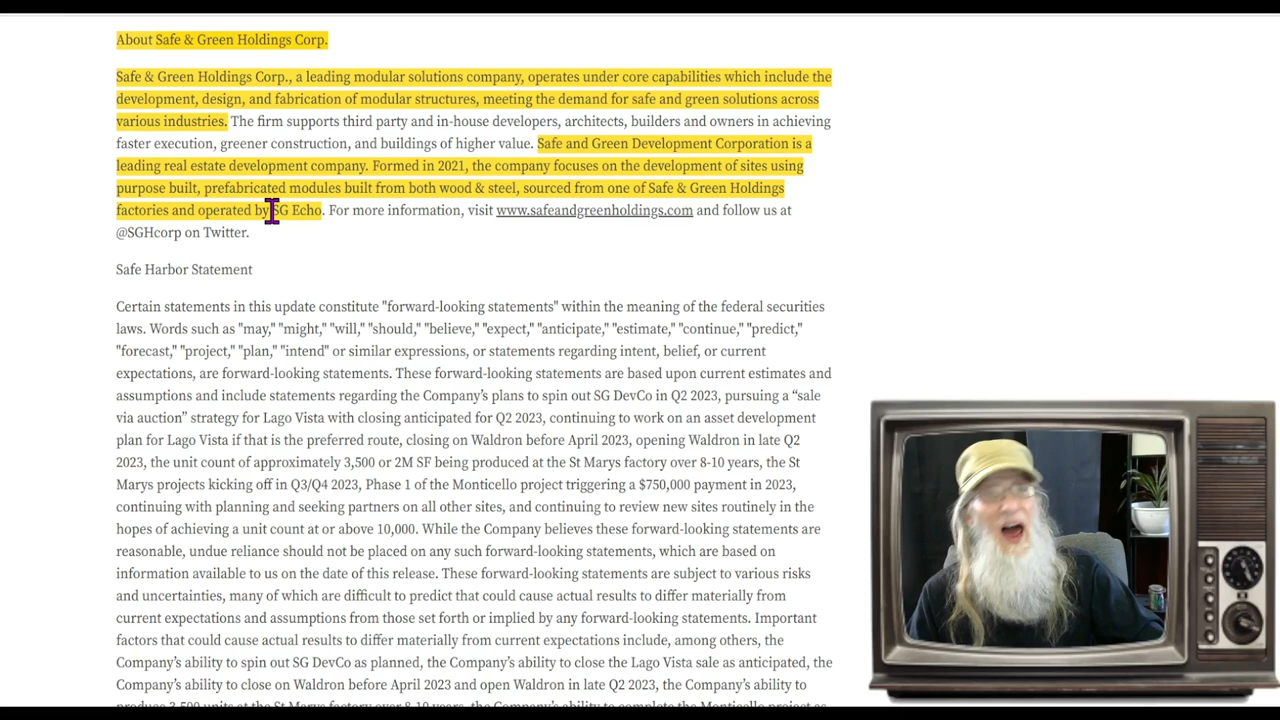 About Safe & Green Holdings Corp.
Safe & Green Holdings Corp., a leading modular solutions company, operates under core capabilities which include the
development, design, and fabrication of modular structures, meeting the demand for safe and green solutions across
various industries. The firm supports third party and in-house developers, architects, builders and owners in achieving
faster execution, greener construction, and buildings of higher value. Safe and Green Development Corporation is a
leading real estate development company. Formed in 2021, the company focuses on the development of sites using
purpose built, prefabricated modules built from both wood & steel, sourced from one of Safe & Green Holdings
factories and operated by SG Echo. For more information, visit www.safeandgreenholdings.com and follow us at
@SGHcorp on Twitter.
Safe Harbor Statement
Certain statements in this update constitute "forward-looking statements" within the meaning of the federal securities
laws. Words such as "may," "might," "will," "should," "believe," "expect," "anticipate," "estimate," "continue," "predict,"
"forecast," "project," "plan," "intend" or similar expressions, or statements regarding intent, belief, or current
expectations, are forward-looking statements. These forward-looking statements are based upon current estimates and
assumptions and include statements regarding the Company's plans to spin out SG DevCo in Q2 2023, pursuing a “sale
via auction” strategy for Lago Vista with closing anticipated for Q2 2023, continuing to work on an asset development
plan for Lago Vista if that is the preferred route, closing on Waldron before April 2023, opening Waldron in late Q2
2023, the unit count of approximately 3,500 or 2M SF being produced the St Marys factory over 8-10 years, the St
Marys projects kicking off in Q3/Q4 2023, Phase 1 of the Monticello project triggering a $750,000 payment in 2023,
continuing with planning and seeking partners on all other sites, and continuing to review new sites routinely in the
hopes of achieving a unit count at or above 10,000. While the Company believes these forward-looking statements are
reasonable, undue reliance should not be placed on any such forward-looking statements, which are based on
information available to us on the date of this release. These forward-looking statements are subject to various risks
and uncertainties, many of which are difficult to predict that could cause actual results to differ materially from
current expectations and assumptions from those set forth or implied by any forward-looking statements. Important
factors that could cause actual results to differ materially from current expectations include, among others, the
Company's ability to spin out SG DevCo as planned, the Company's ability to close the Lago Vista sale as anticipated, the
Company's ability to close on Waldron before April 2023 and open Waldron in late Q2 2023, the Company's ability to
produce 3,500 units at the St Marys factory over 8-10 years, the Company's ability to complete the Monticello project as